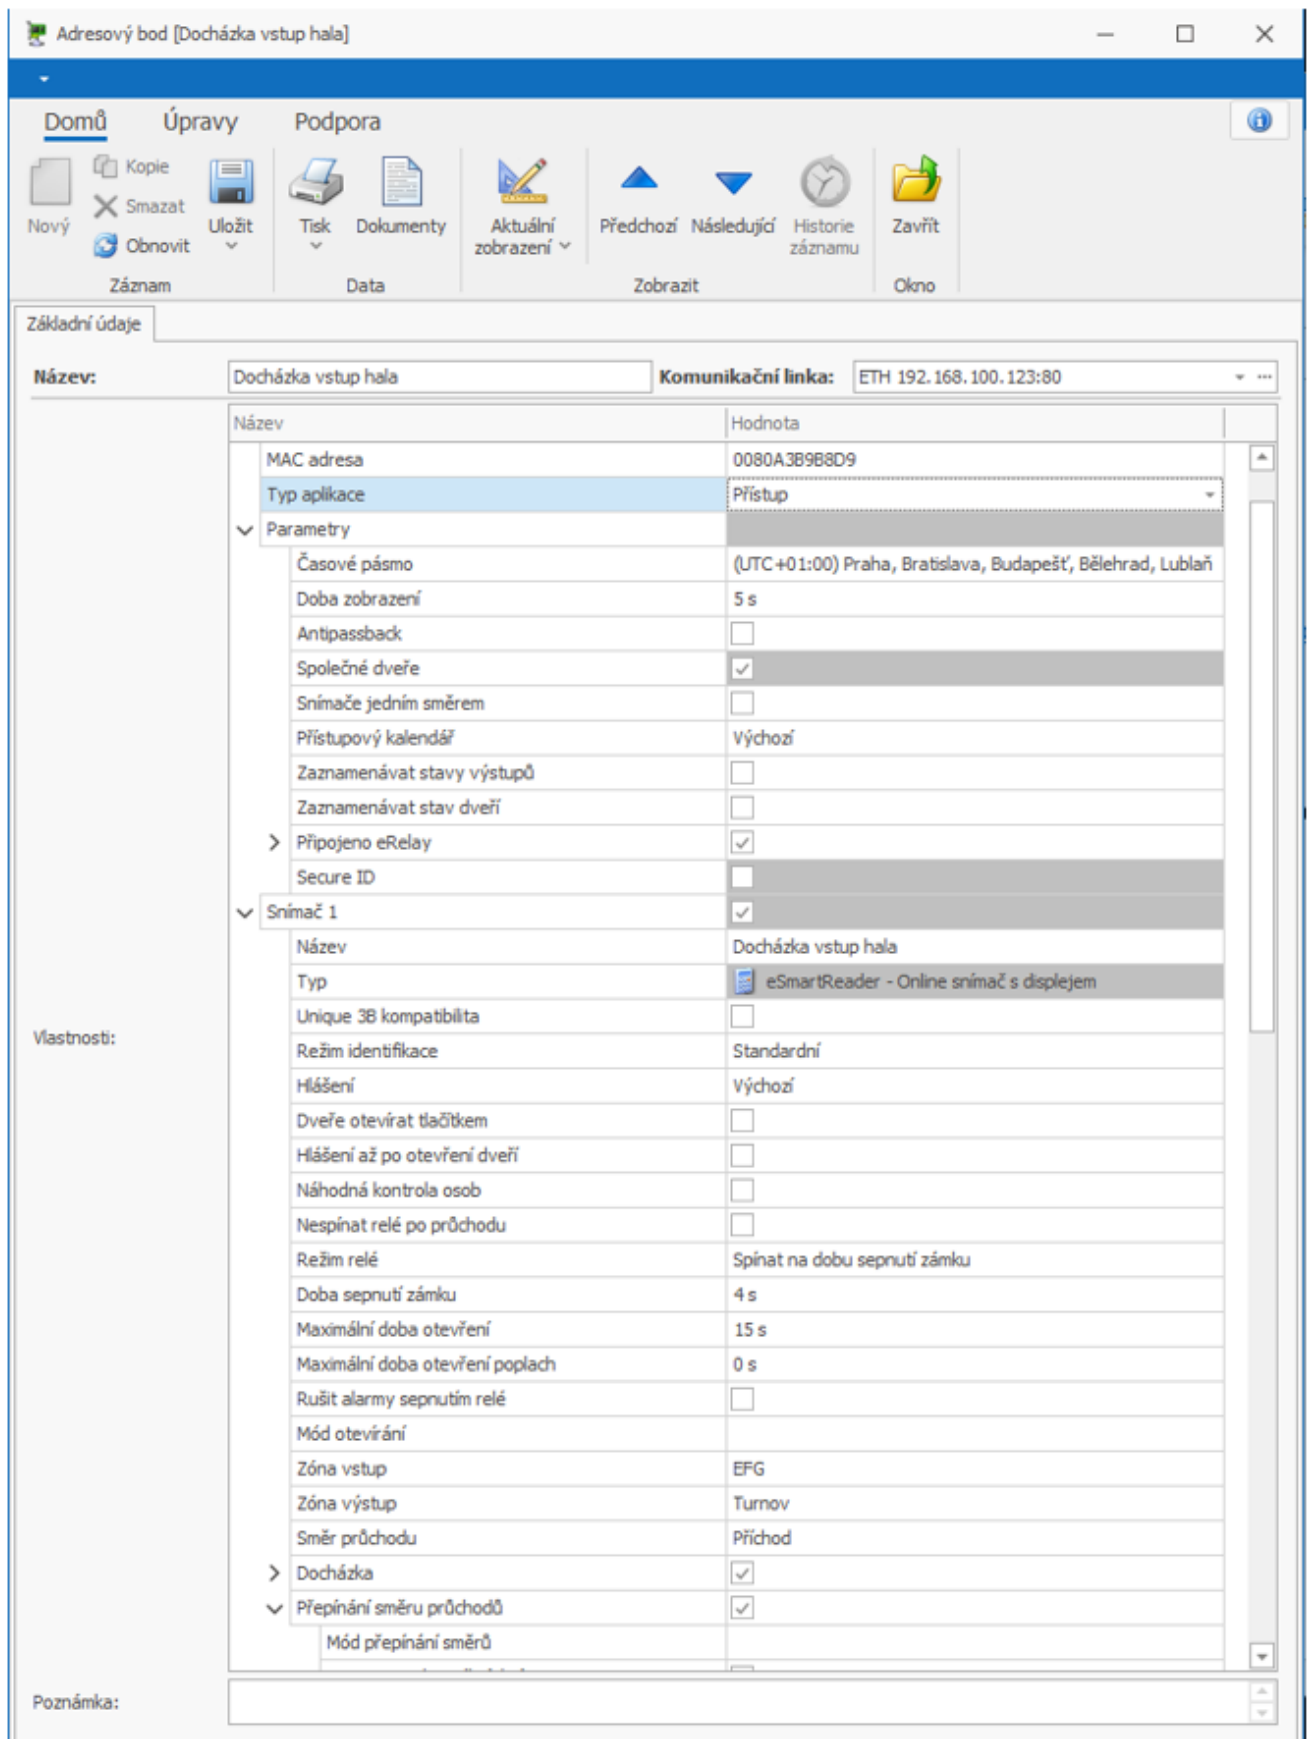 Adresový bod [Docházka vstup hala]
Domů Úpravy Podpora
Nový
Kopie
Smazat
Obnovit
Uložit
Tisk
Dokumenty
Aktuální
zobrazení
Předchozí
Následující
Historie
záznamu
Zavřít
Záznam Data Zobrazit Okno
Základní údaje
Název: Docházka vstup hala Komunikační linka: ETH 192.168.100.123:80
Vlastnosti:
Název Hodnota
MAC adresa 0080A3B9B8D9
Typ aplikace Přístup
Parametry
Časové pásmo (UTC+01:00) Praha, Bratislava, Budapešť, Bělehrad, Lublaň
Doba zobrazení 5 s
Antipassback
Společné dveře
Snímače jedním směrem
Přístupový kalendář Výchozí
Zaznamenávat stavy výstupů
Zaznamenávat stav dveří
Připojeno eRelay
Secure ID
Snímač 1
Název Docházka vstup hala
Typ eSmartReader - Online snímač s displejem
Unique 3B kompatibilita
Režim identifikace Standardní
Hlášení Výchozí
Dveře otevírat tlačítkem
Hlášení až po otevření dveří
Náhodná kontrola osob
Nespínat relé po průchodu
Režim relé Spínat na dobu sepnutí zámku
Doba sepnutí zámku 4 s
Maximální doba otevření 15 s
Maximální doba otevření poplach 0 s
Rušit alarmy sepnutím relé
Mód otevírání
Zóna vstup EFG
Zóna výstup Turnov
Směr průchodu Příchod
Docházka
Přepínání směru průchodů
Mód přepínání směrů
Poznámka: